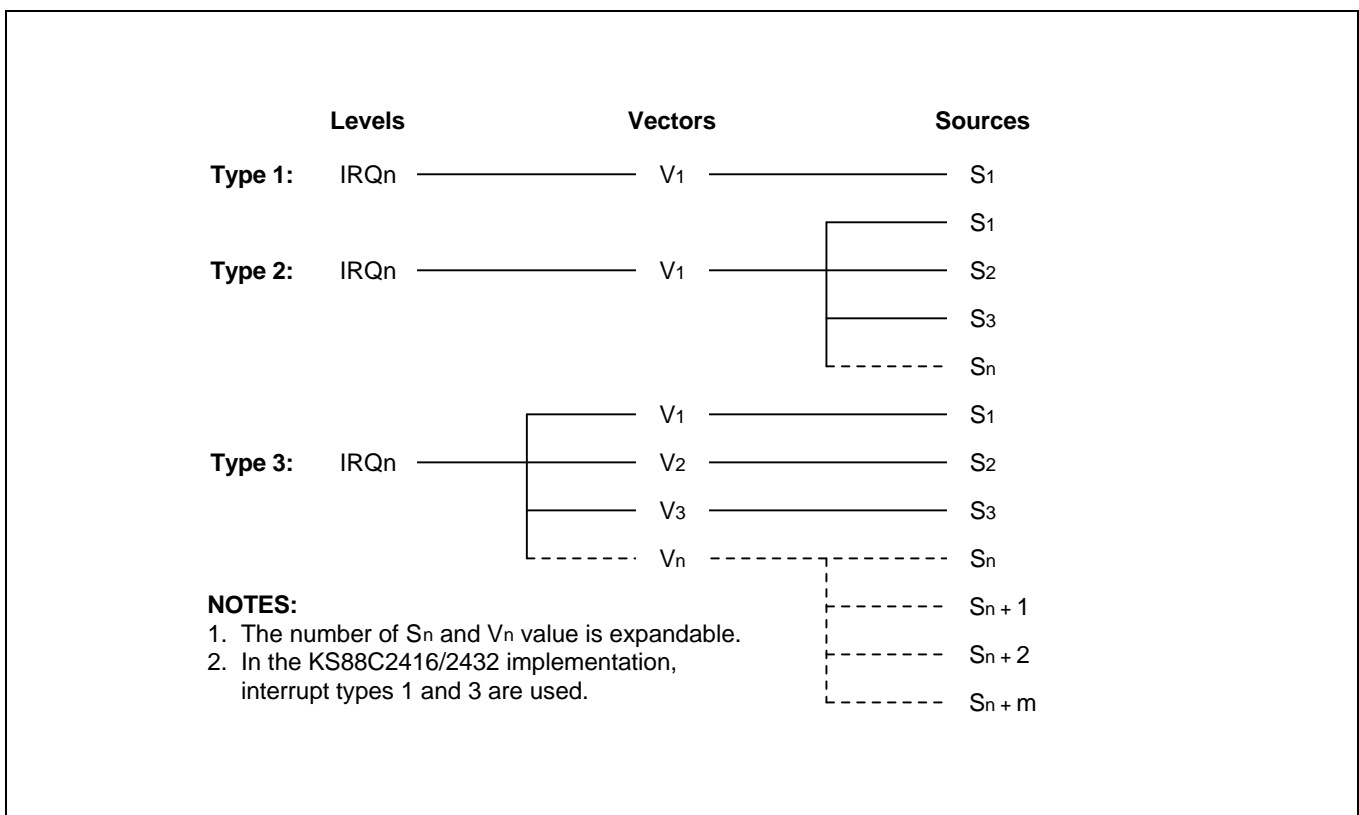 Levels Vectors Sources
Type 1: IRQn V1 S1
S1
Type 2: IRQn V1 S2
S3
Sn
V1 S1
Type 3: IRQn V2 S2
V3 S3
Vn Sn
NOTES:
Sn + 1
1. The number of Sn and Vn value is expandable.
2. In the KS88C2416/2432 implementation,
Sn + 2
interrupt types 1 and 3 are used.
Sn + m